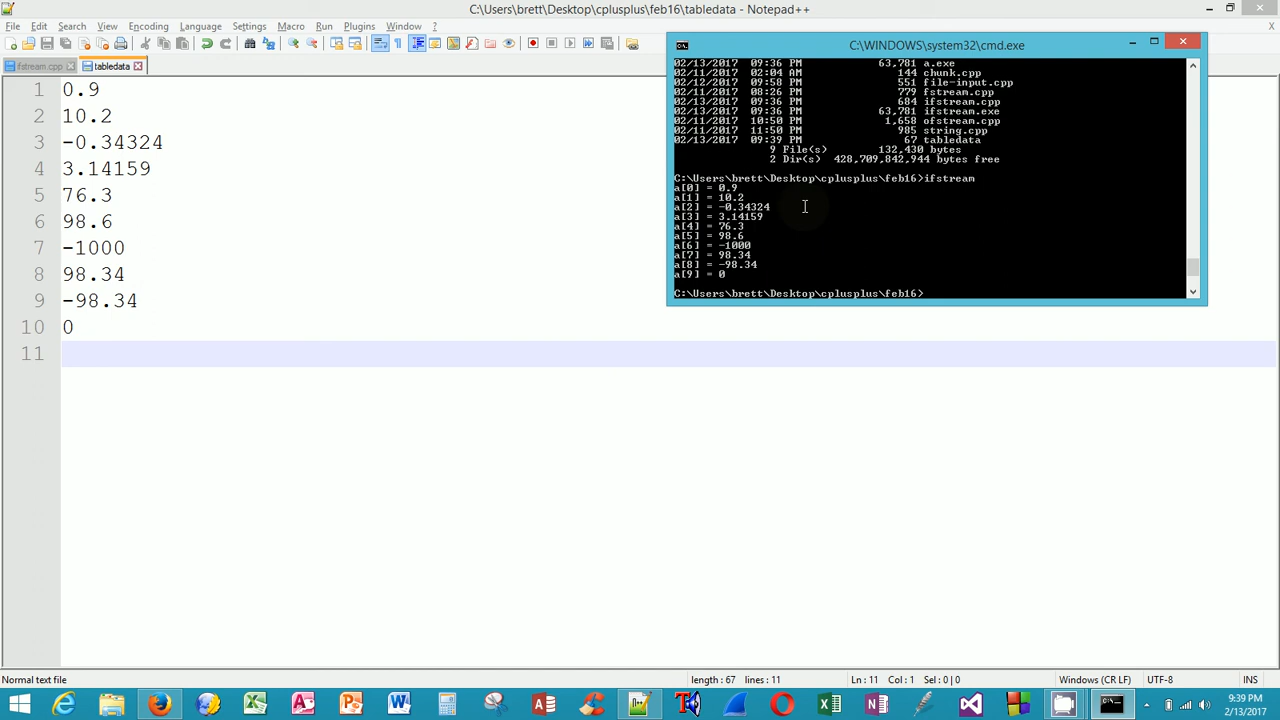 C:\Users\brett\Desktop\cplusplus\feb16\tabledata - Notepad++
File Edit Search View Encoding Language Settings Macro Run Plugins Window ?
X
ifstream.cpp
tabledata
1 0.9
2 10.2
3 -0.34324
4 3.14159
5 76.3
6 98.6
7 -1000
8 98.34
9 -98.34
10 0
11
C:\WINDOWS\system32\cmd.exe
02/13/2017 09:36 PM 63,781 a.exe
02/11/2017 02:04 AM 144 chunk.cpp
02/12/2017 09:58 PM 551 file-input.cpp
02/11/2017 08:26 PM 779 fstream.cpp
02/13/2017 09:36 PM 684 ifstream.cpp
02/13/2017 09:36 PM 63,781 ifstream.exe
02/11/2017 10:50 PM 1,658 ofstream.cpp
02/11/2017 11:50 PM 985 string.cpp
02/13/2017 09:39 PM 67 tabledata
9 File(s) 132,430 bytes
2 Dir(s) 428,709,842,944 bytes free
C:\Users\brett\Desktop\cplusplus\feb16>ifstream
a[0] = 0.9
a[1] = 10.2
a[2] = -0.34324
a[3] = 3.14159
a[4] = 76.3
a[5] = 98.6
a[6] = -1000
a[7] = 98.34
a[8] = -98.34
a[9] = 0
C:\Users\brett\Desktop\cplusplus\feb16>
Normal text file length : 67 lines : 11 Ln : 11 Col : 1 Sel : 0 | 0 Windows (CR LF) UTF-8 INS
9:39 PM
2/13/2017